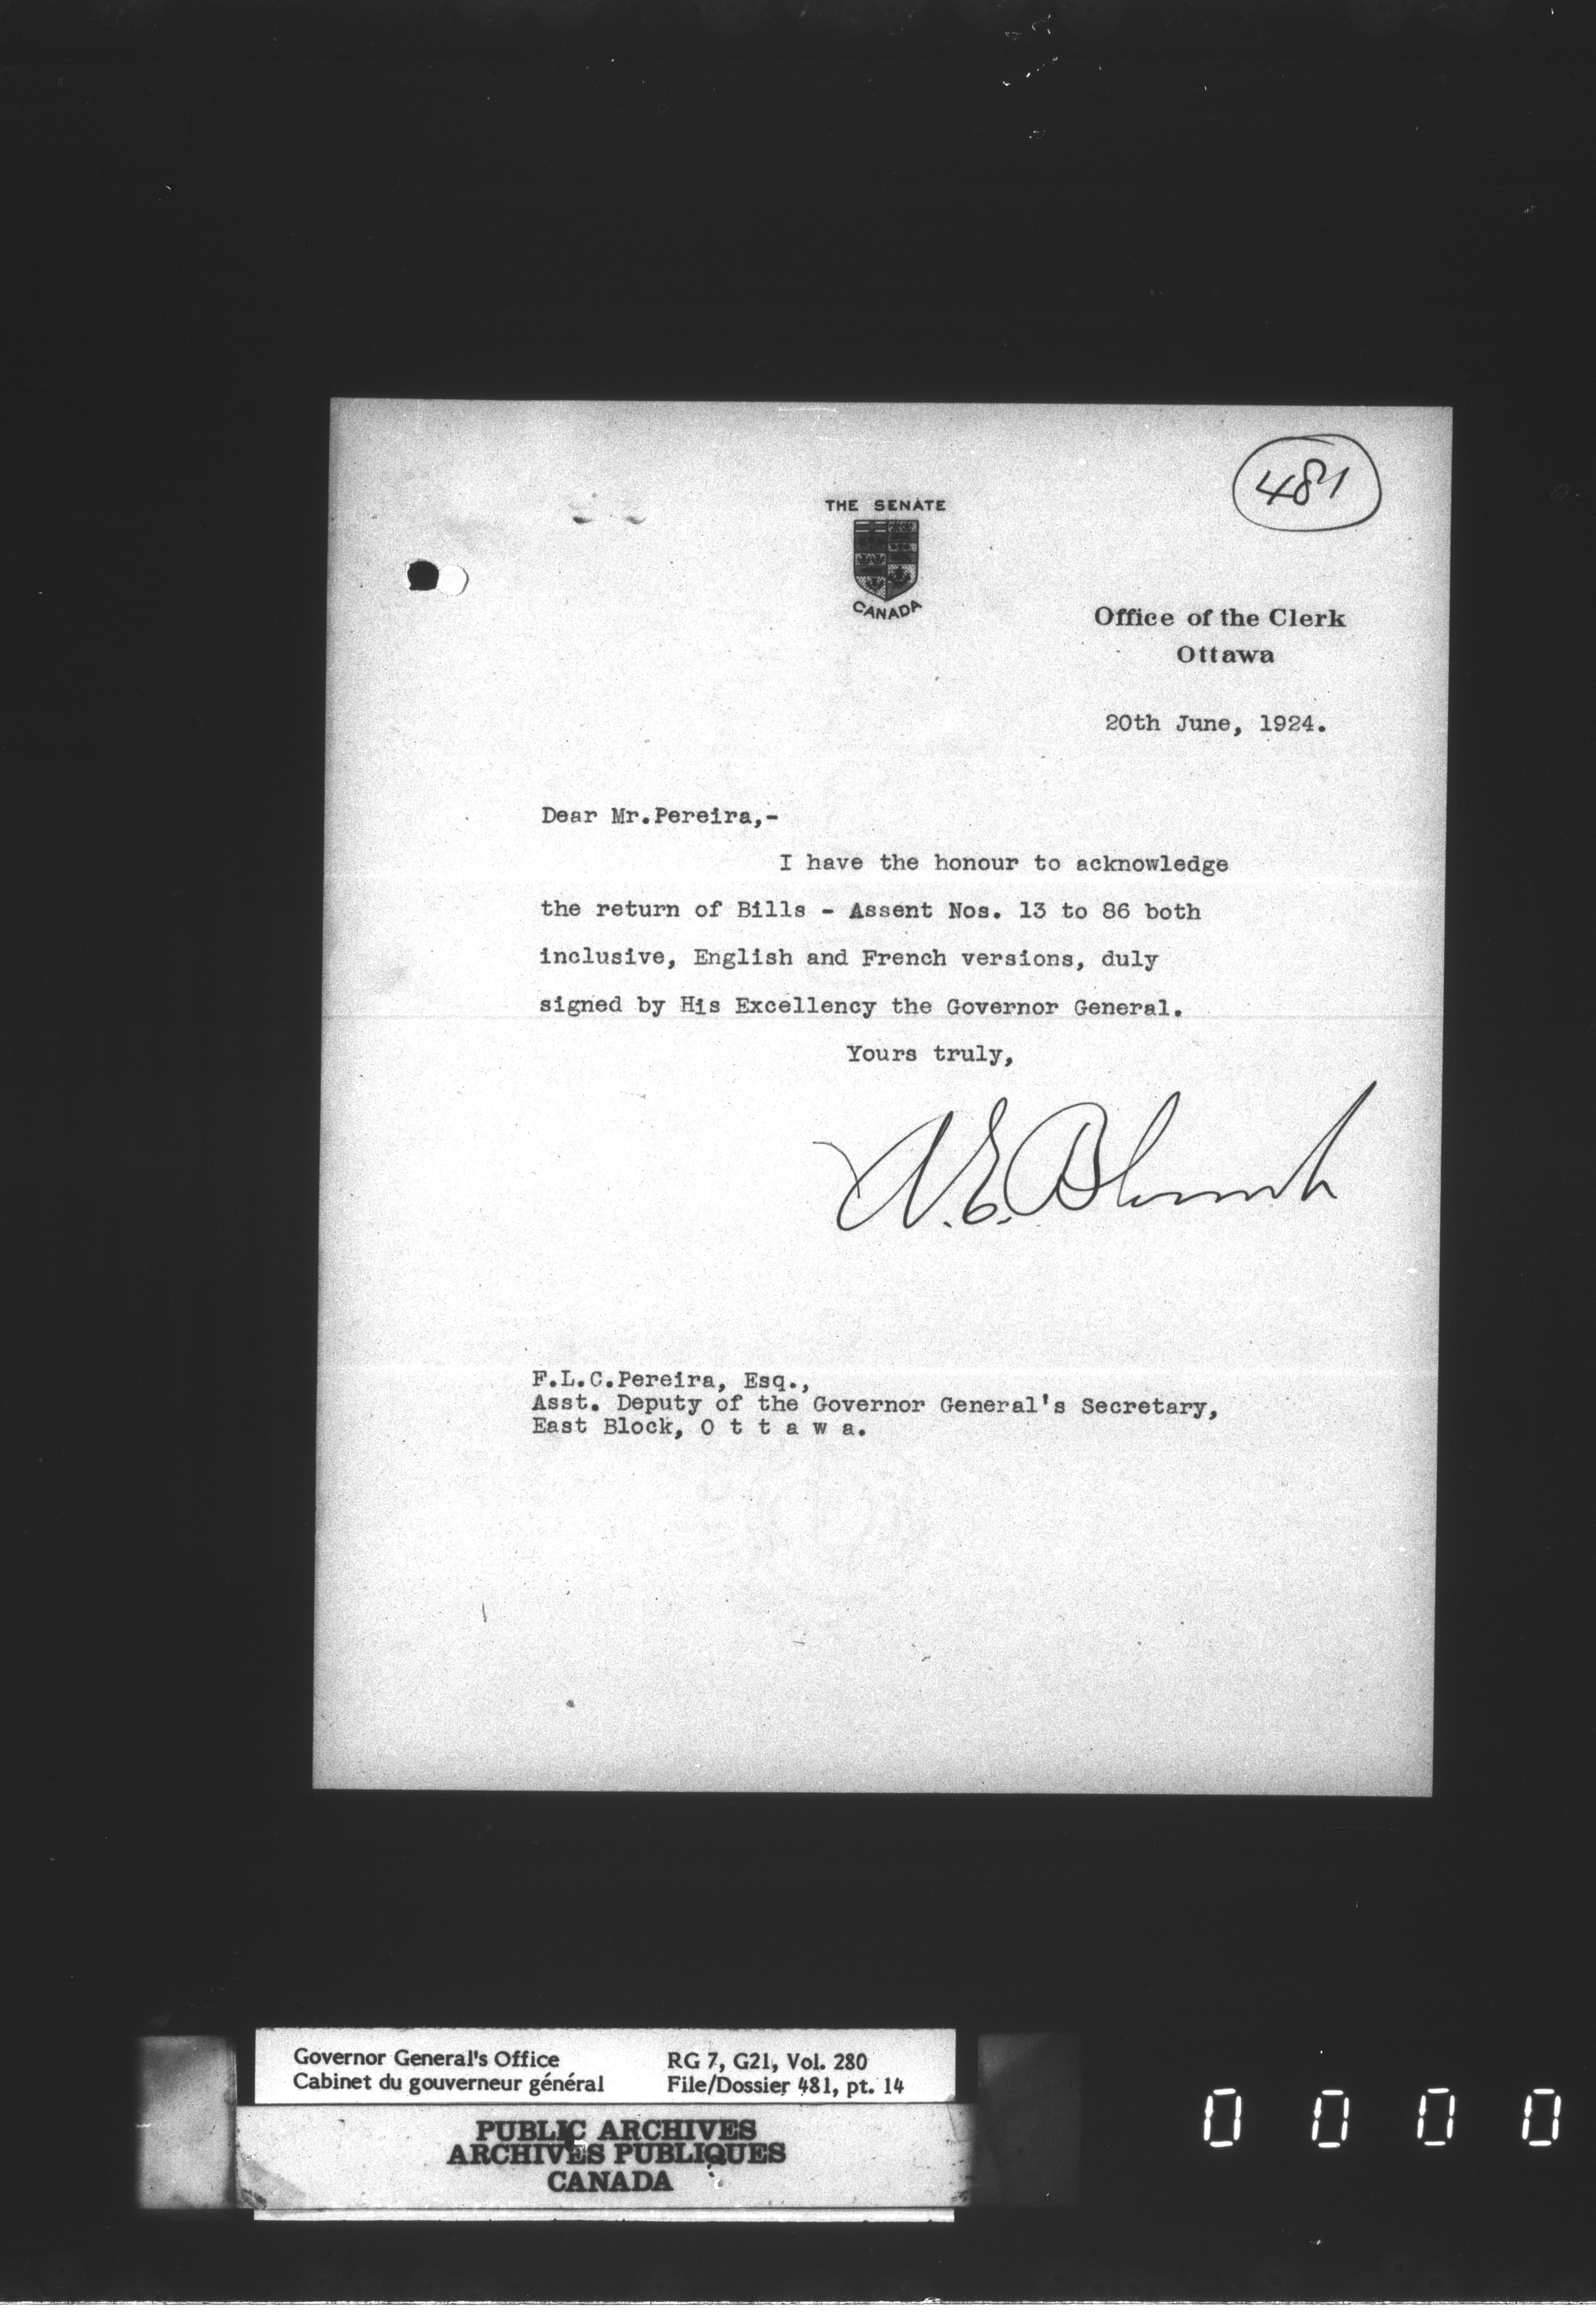 481
THE SENATE
CANADA
Office of the Clerk
Ottawa
20th June, 1924.
Dear Mr.Pereira,-
I have the honour to acknowledge
the return of Bills - Assent Nos. 13 to 86 both
inclusive, English and French versions, duly
signed by His Excellency the Governor General.
Yours truly,
F.L.C.Pereira, Esq.,
Asst. Deputy of the Governor General's Secretary,
East Block, O t t a w a.
Governor General's Office RG 7, G21, Vol. 280
Cabinet du gouverneur général File/Dossier 481, pt. 14
PUBLIC ARCHIVES
ARCHIVES PUBLIQUES
CANADA
0 0 0 0